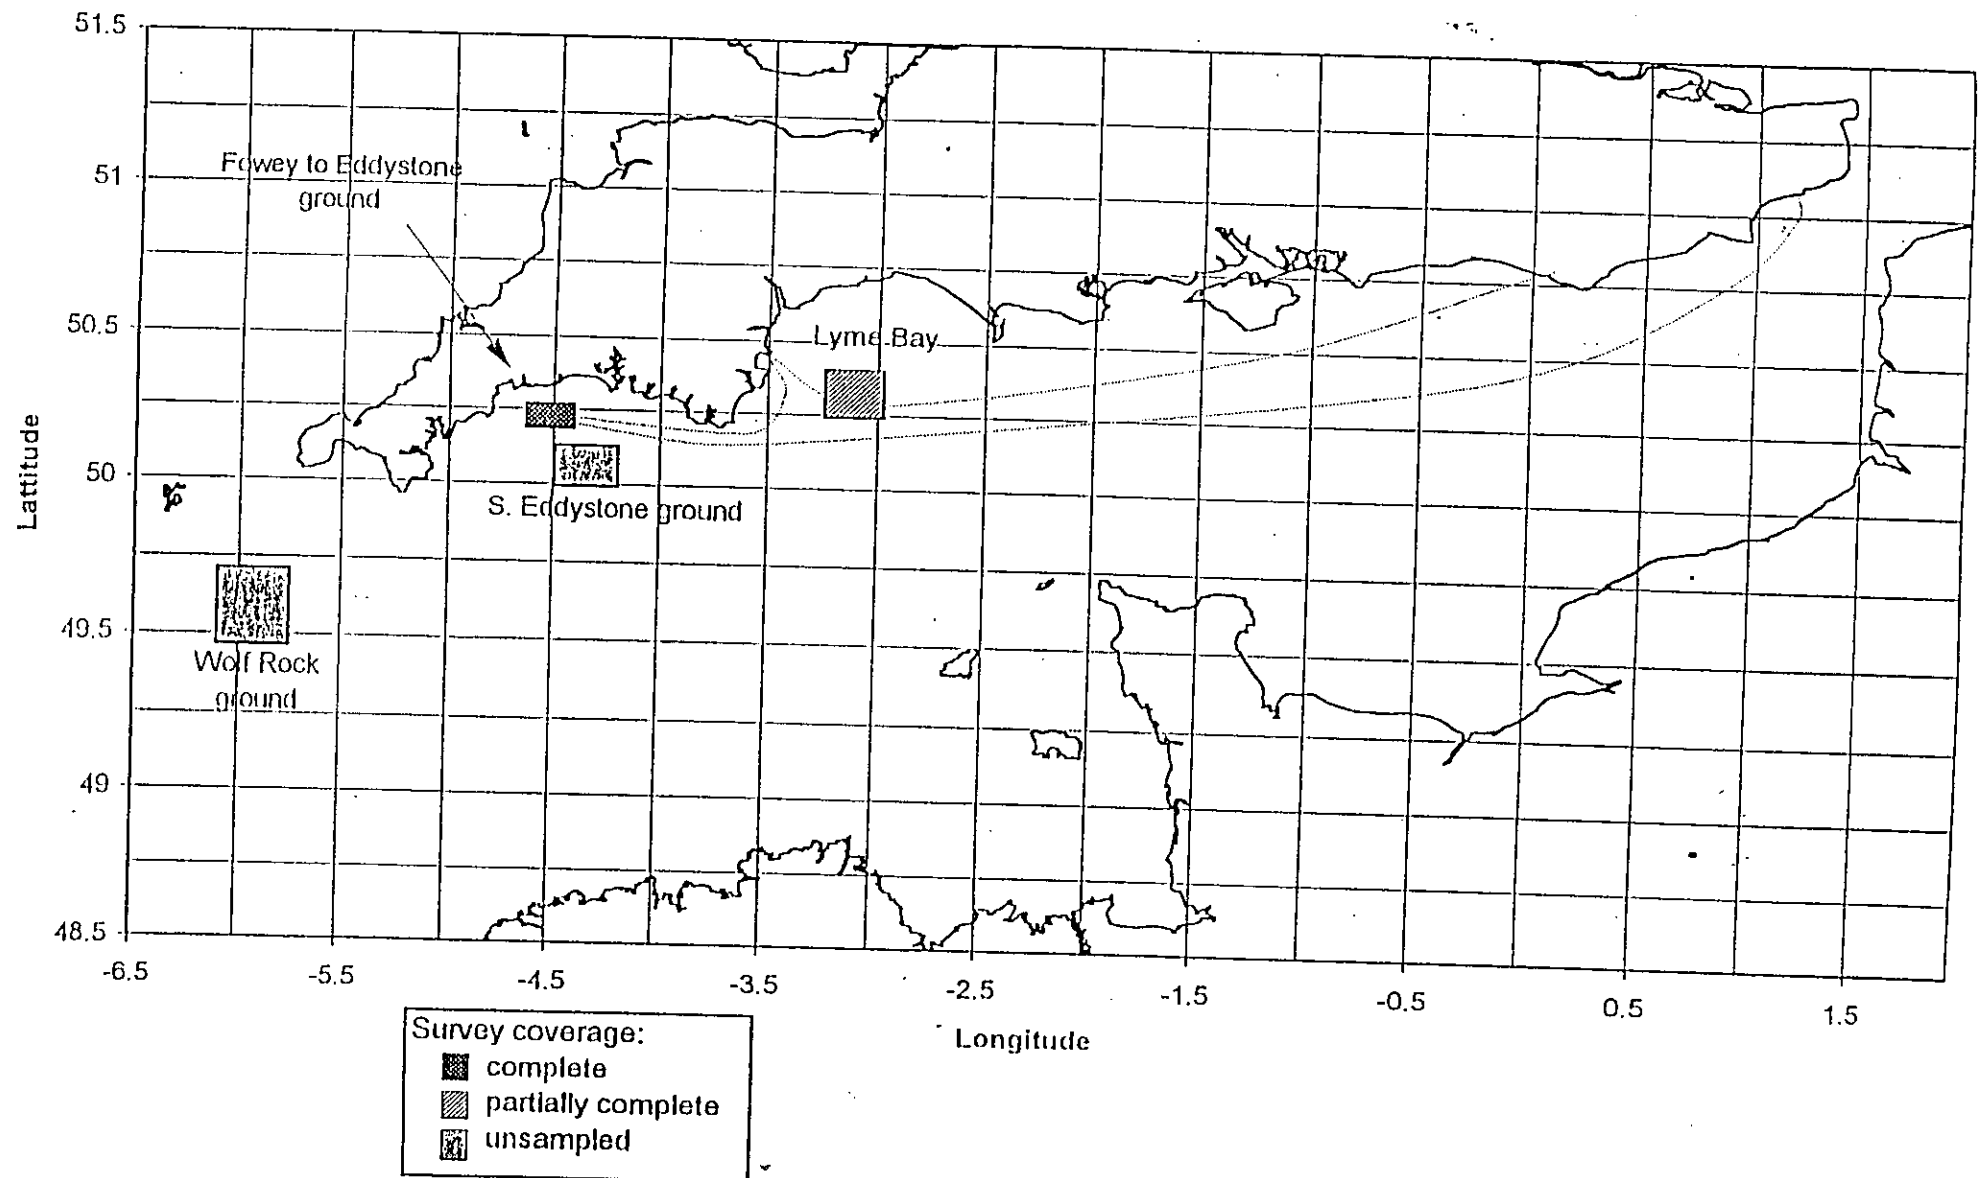 51.5
Fowey to Eddystone
ground
51
50.5
Lyme Bay
Lattitude
50
S. Eddystone ground
49.5
Wolf Rock
ground
49
48.5
-6.5
-5.5
-4.5
-3.5
-2.5
-1.5
-0.5
0.5
1.5
Longitude
Survey coverage:
complete
partially complete
unsampled